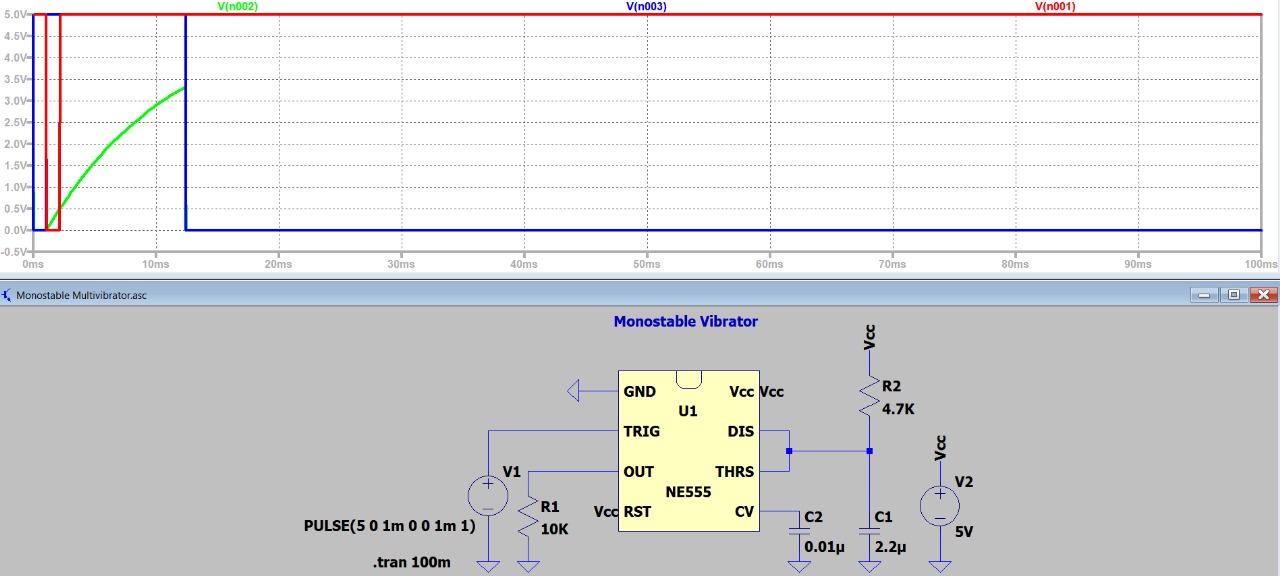 V(n002) V(n003) V(n001)
5.0V
4.5V
4.0V
3.5V
3.0V
2.5V
2.0V
1.5V
1.0V
0.5V
0.0V
-0.5V
0ms 10ms 20ms 30ms 40ms 50ms 60ms 70ms 80ms 90ms 100ms
Monostable Multivibrator.asc
Monostable Vibrator
Vcc
R2
4.7K
GND Vcc Vcc
U1
TRIG DIS
Vcc
V1 OUT THRS
V2
NE555
R1
10K
Vcc RST CV
C2 C1
5V
PULSE(5 0 1m 0 0 1m 1)
0.01µ 2.2µ
.tran 100m